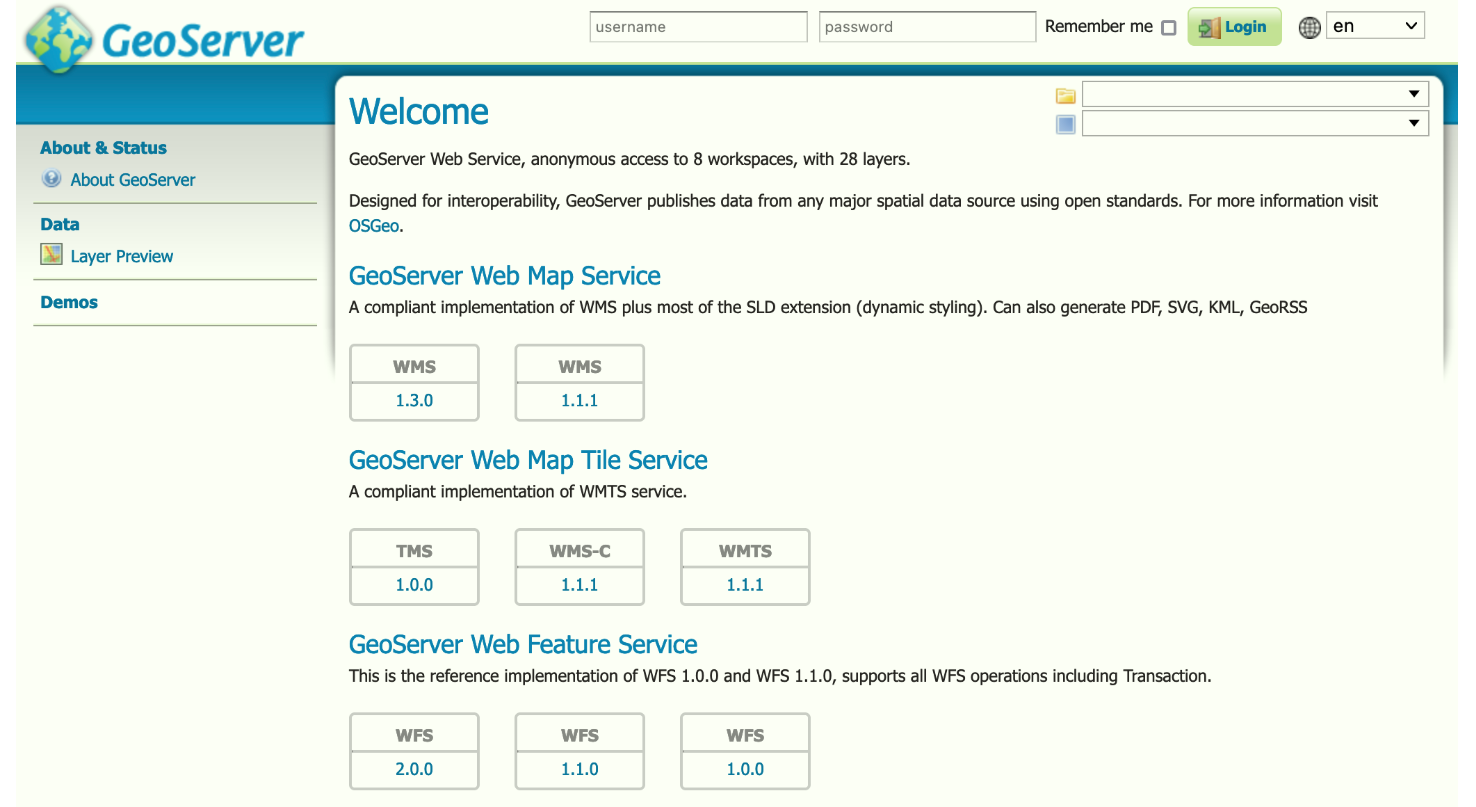 GeoServer
username
password
Remember me
Login
en
About & Status
About GeoServer
Data
Layer Preview
Demos
Welcome
GeoServer Web Service, anonymous access to 8 workspaces, with 28 layers.
Designed for interoperability, GeoServer publishes data from any major spatial data source using open standards. For more information visit
OSGeo.
GeoServer Web Map Service
A compliant implementation of WMS plus most of the SLD extension (dynamic styling). Can also generate PDF, SVG, KML, GeoRSS
WMS WMS
1.3.0 1.1.1
GeoServer Web Map Tile Service
A compliant implementation of WMTS service.
TMS WMS-C WMTS
1.0.0 1.1.1 1.1.1
GeoServer Web Feature Service
This is the reference implementation of WFS 1.0.0 and WFS 1.1.0, supports all WFS operations including Transaction.
WFS WFS WFS
2.0.0 1.1.0 1.0.0